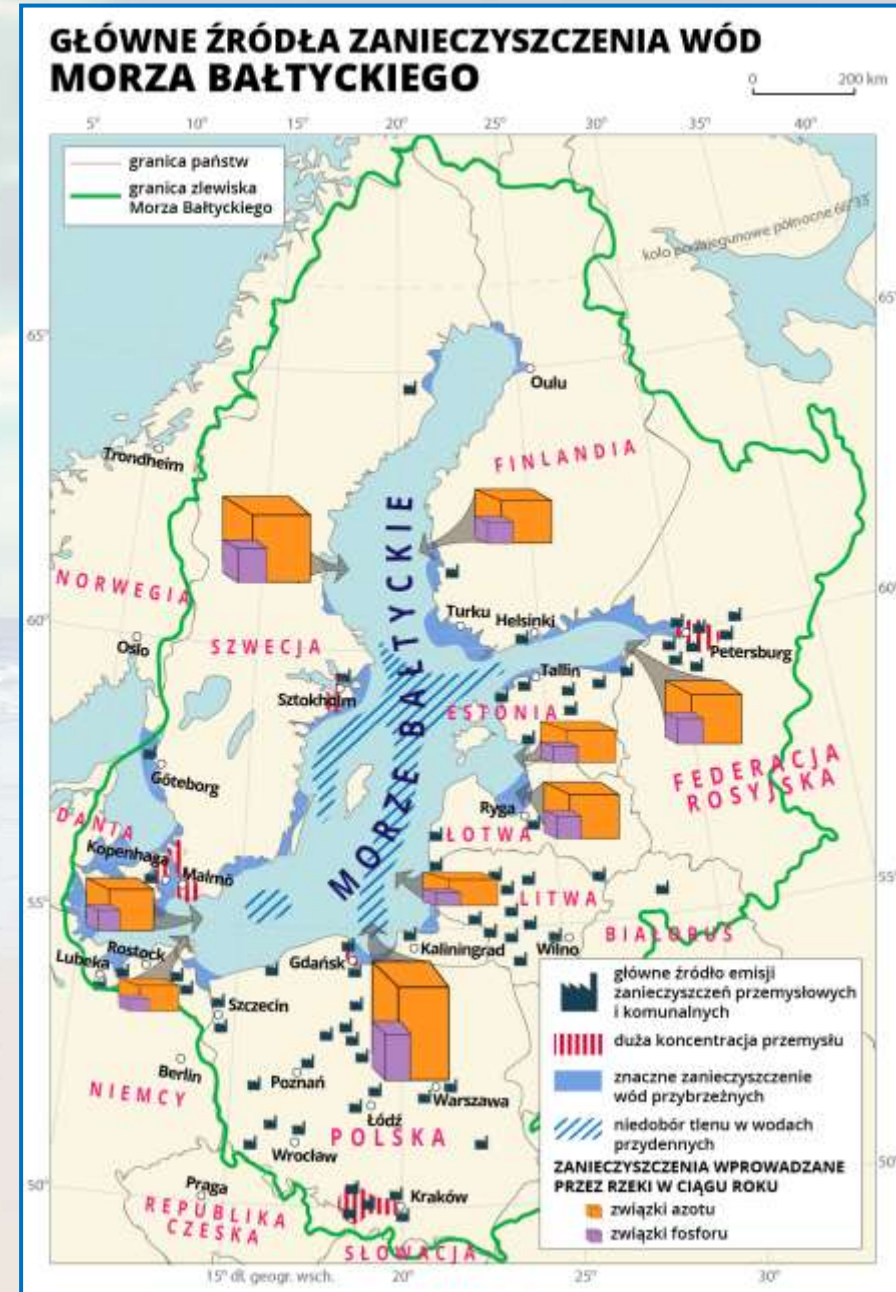 GŁÓWNE ŹRÓDŁA ZANIECZYSZCZENIA WÓD
MORZA BAŁTYCKIEGO
0 200 km
5° 10° 15° 20° 25° 30° 35° 40°
granica państw
granica zlewiska
Morza Bałtyckiego
koło podbiegunowe północne 66°33'
65°
65°
Oulu
Trondheim
FINLANDIA
NORWEGIA
MORZE BAŁTYCKIE
60°
60°
Turku
Helsinki
Oslo
SZWECJA
Petersburg
Tallin
Sztokholm
ESTONIA
Göteborg
FEDERACJA
ROSYJSKA
Ryga
DANIA
ŁOTWA
Kopenhaga
Malmö
55°
55°
LITWA
BIAŁORUŚ
Rostock
Lubeka
Gdańsk
Kaliningrad
Wilno
Szczecin
Berlin
Poznań
Warszawa
NIEMCY
Łódź
POLSKA
Wrocław
50°
50°
Praga
Kraków
REPUBLIKA
CZESKA
SŁOWACJA
główne źródło emisji
zanieczyszczeń przemysłowych
i komunalnych
duża koncentracja przemysłu
znaczne zanieczyszczenie
wód przybrzeżnych
niedobór tlenu w wodach
przydennych
ZANIECZYSZCZENIA WPROWADZANE
PRZEZ RZEKI W CIĄGU ROKU
związki azotu
związki fosforu
15° dł. geogr. wsch. 20° 25° 30°